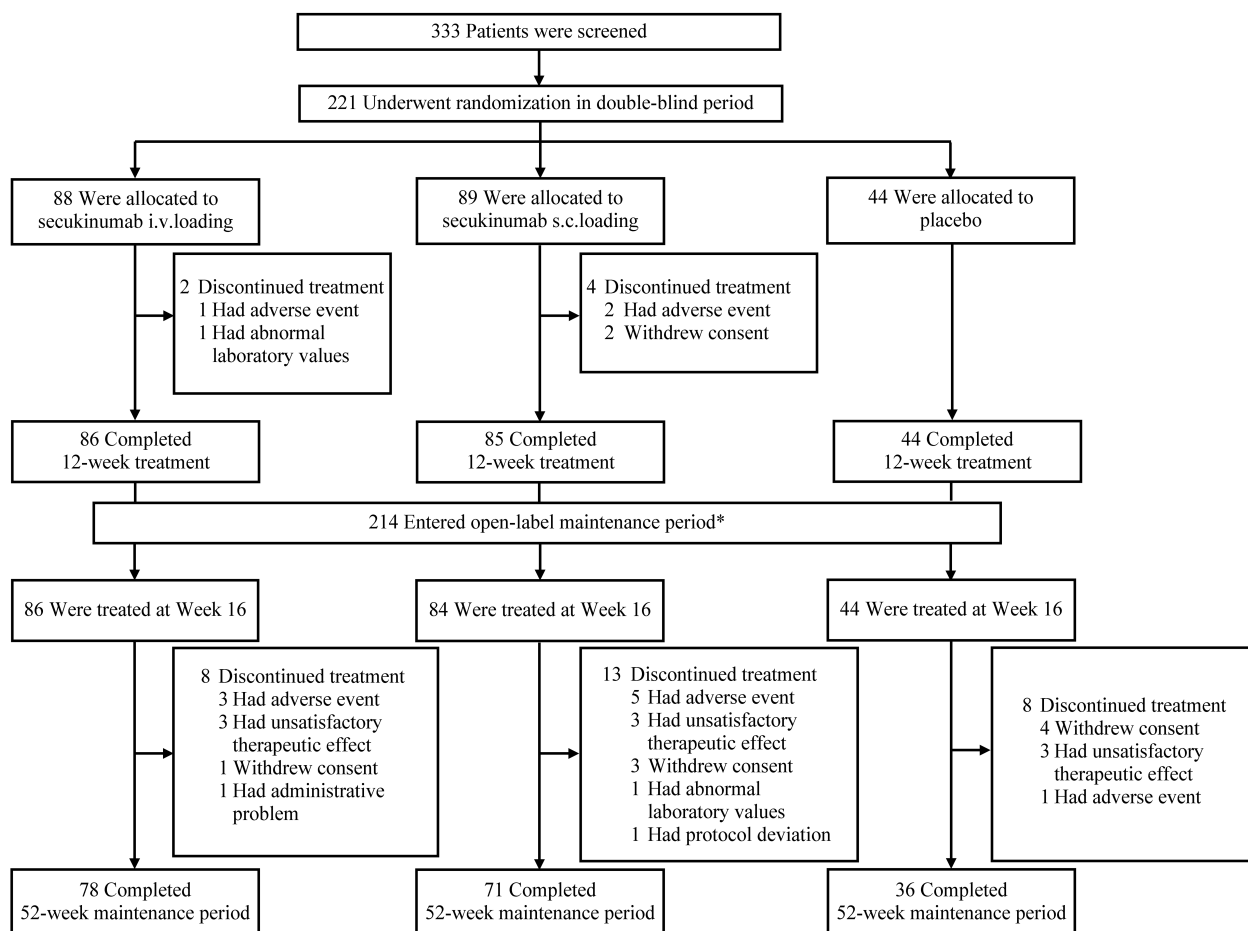 333 Patients were screened
221 Underwent randomization in double-blind period
88 Were allocated to
secukinumab i.v.loading
89 Were allocated to
secukinumab s.c.loading
44 Were allocated to
placebo
2 Discontinued treatment
1 Had adverse event
1 Had abnormal
laboratory values
4 Discontinued treatment
2 Had adverse event
2 Withdrew consent
86 Completed
12-week treatment
85 Completed
12-week treatment
44 Completed
12-week treatment
214 Entered open-label maintenance period*
86 Were treated at Week 16
84 Were treated at Week 16
44 Were treated at Week 16
8 Discontinued treatment
3 Had adverse event
3 Had unsatisfactory
therapeutic effect
1 Withdrew consent
1 Had administrative
problem
13 Discontinued treatment
5 Had adverse event
3 Had unsatisfactory
therapeutic effect
3 Withdrew consent
1 Had abnormal
laboratory values
1 Had protocol deviation
8 Discontinued treatment
4 Withdrew consent
3 Had unsatisfactory
therapeutic effect
1 Had adverse event
78 Completed
52-week maintenance period
71 Completed
52-week maintenance period
36 Completed
52-week maintenance period